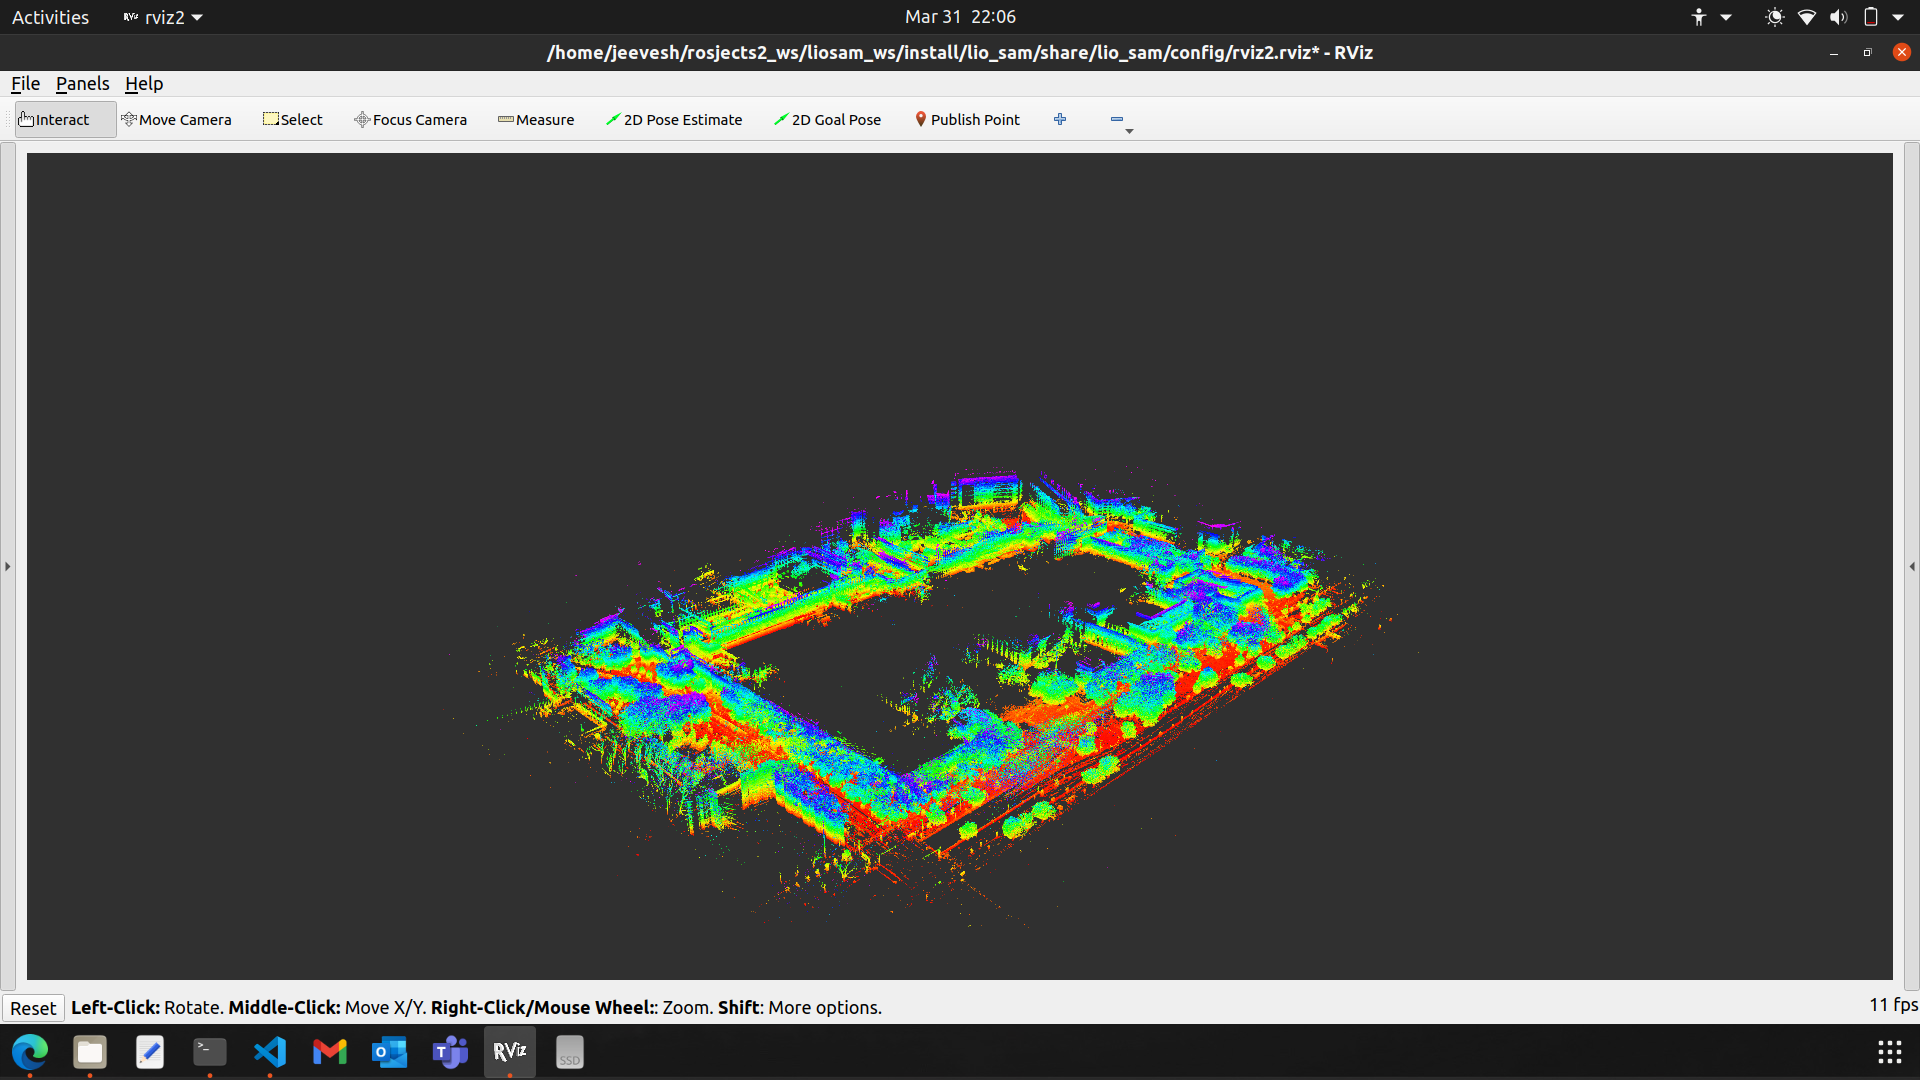 Activities
RViz
rviz2
Mar 31 22:06
/home/jeevesh/rosjects2_ws/liosam_ws/install/lio_sam/share/lio_sam/config/rviz2.rviz* - RViz
File Panels Help
Interact Move Camera Select Focus Camera Measure 2D Pose Estimate 2D Goal Pose Publish Point
Reset Left-Click: Rotate. Middle-Click: Move X/Y. Right-Click/Mouse Wheel:: Zoom. Shift: More options. 11 fps
>_ RViz SSD